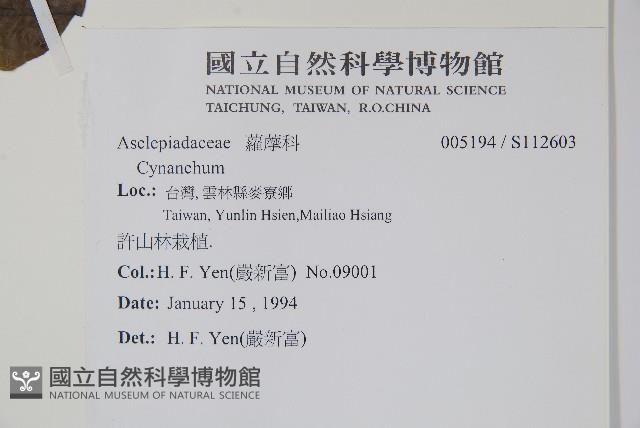 國立自然科學博物館
NATIONAL MUSEUM OF NATURAL SCIENCE
TAICHUNG, TAIWAN, R.O.CHINA
Asclepiadaceae 蘿藦科 005194 / S112603
Cynanchum
Loc.: 台灣, 雲林縣麥寮鄉
Taiwan, Yunlin Hsien,Mailiao Hsiang
許山林栽植.
Col.: H. F. Yen(嚴新富) No.09001
Date: January 15 , 1994
Det.: H. F. Yen(嚴新富)
國立自然科學博物館
NATIONAL MUSEUM OF NATURAL SCIENCE